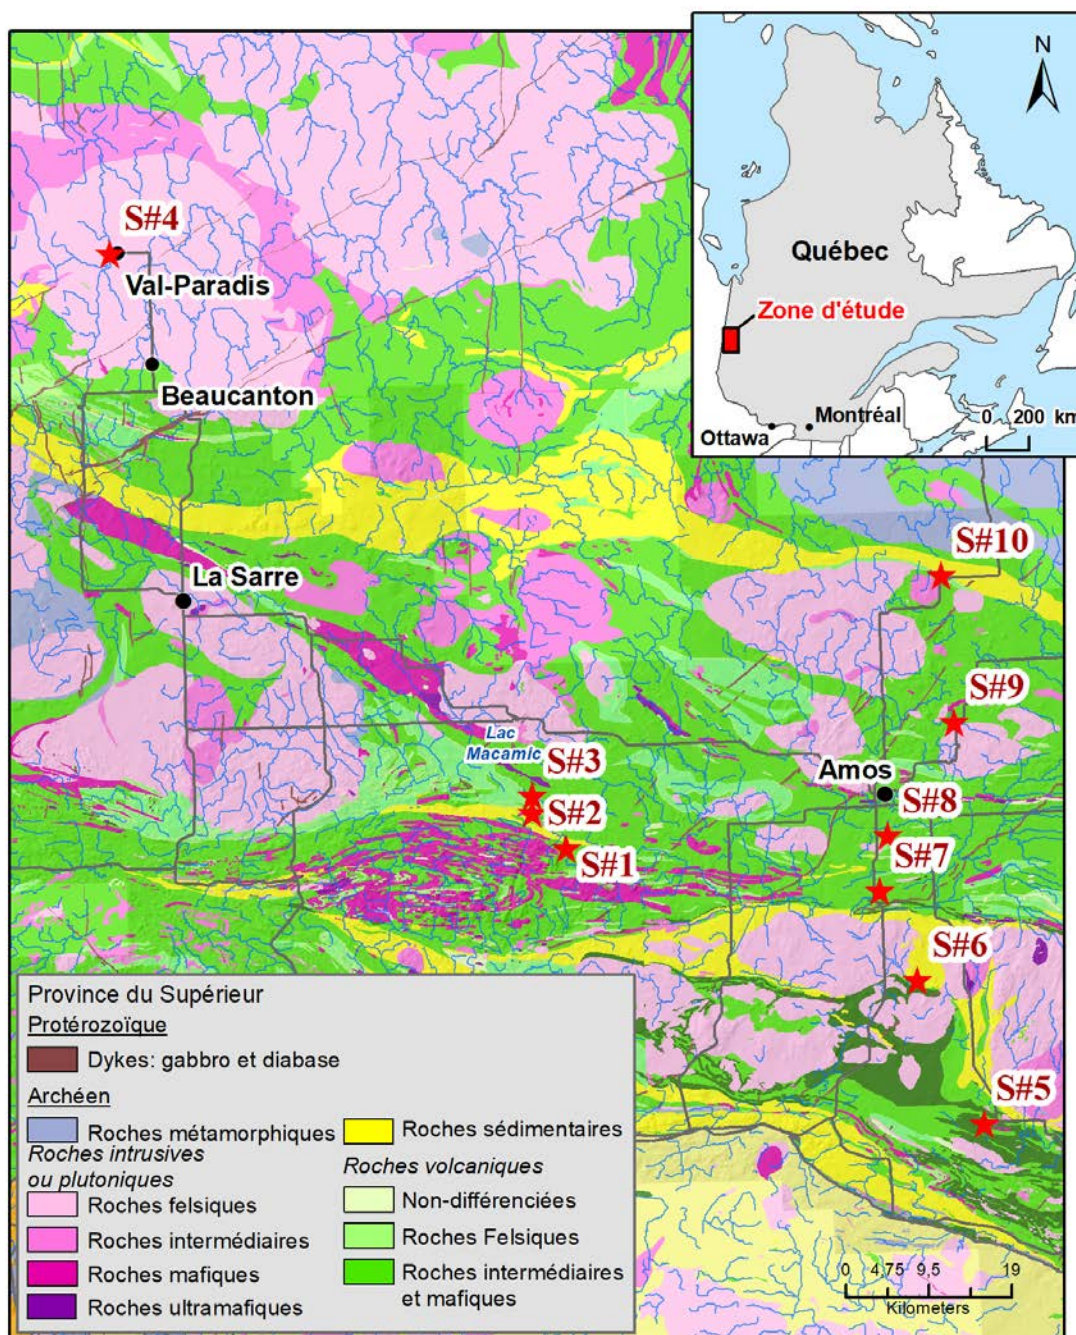 N
Québec
Zone d'étude
Montréal
Ottawa
0 200 km
S#4
Val-Paradis
Beaucanton
S#10
La Sarre
S#9
Lac
Macamic
S#3
Amos
S#8
S#2
S#7
S#1
S#6
S#5
Province du Supérieur
Protérozoïque
Dykes: gabbro et diabase
Archéen
Roches métamorphiques
Roches sédimentaires
Roches intrusives
ou plutoniques
Roches volcaniques
Roches felsiques
Non-différenciées
Roches intermédiaires
Roches Felsiques
Roches mafiques
Roches intermédiaires
et mafiques
Roches ultramafiques
0 4,75 9,5 19
Kilometers